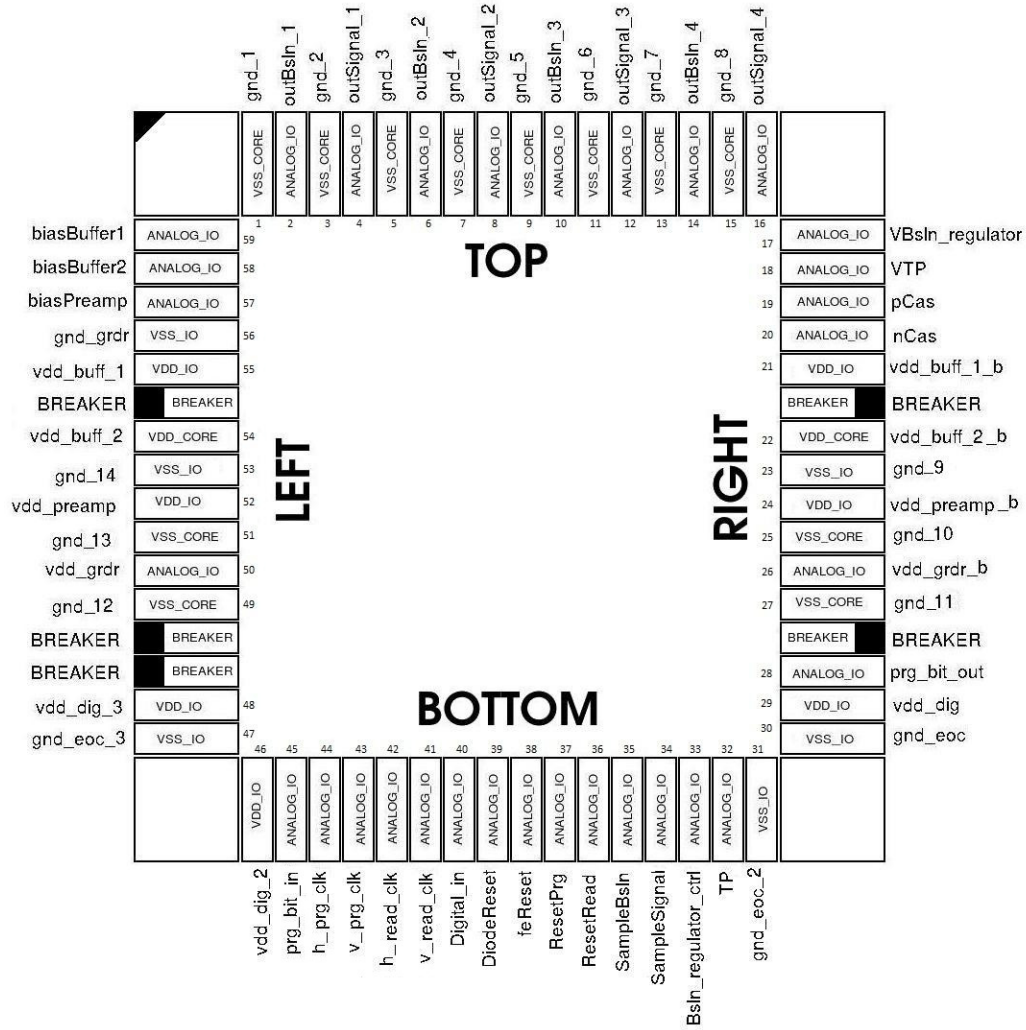 gnd_1
outBsln_1
gnd_2
outSignal_1
gnd_3
outBsln_2
gnd_4
outSignal_2
gnd_5
outBsln_3
gnd_6
outSignal_3
gnd_7
outBsln_4
gnd_8
outSignal_4
VSS_CORE
ANALOG_IO
VSS_CORE
ANALOG_IO
VSS_CORE
ANALOG_IO
VSS_CORE
ANALOG_IO
VSS_CORE
ANALOG_IO
VSS_CORE
ANALOG_IO
VSS_CORE
ANALOG_IO
VSS_CORE
ANALOG_IO
1 2 3 4 5 6 7 8 9 10 11 12 13 14 15 16
TOP
biasBuffer1 ANALOG_IO 59
biasBuffer2 ANALOG_IO 58
biasPreamp ANALOG_IO 57
gnd_grdr VSS_IO 56
vdd_buff_1 VDD_IO 55
BREAKER BREAKER
vdd_buff_2 VDD_CORE 54
gnd_14 VSS_IO 53
vdd_preamp VDD_IO 52
gnd_13 VSS_CORE 51
vdd_grdr ANALOG_IO 50
gnd_12 VSS_CORE 49
BREAKER BREAKER
BREAKER BREAKER
vdd_dig_3 VDD_IO 48
gnd_eoc_3 VSS_IO 47
LEFT
RIGHT
17 ANALOG_IO VBsln_regulator
18 ANALOG_IO VTP
19 ANALOG_IO pCas
20 ANALOG_IO nCas
21 VDD_IO vdd_buff_1_b
BREAKER BREAKER
22 VDD_CORE vdd_buff_2_b
23 VSS_IO gnd_9
24 VDD_IO vdd_preamp_b
25 VSS_CORE gnd_10
26 ANALOG_IO vdd_grdr_b
27 VSS_CORE gnd_11
BREAKER BREAKER
28 ANALOG_IO prg_bit_out
29 VDD_IO vdd_dig
30 VSS_IO gnd_eoc
BOTTOM
46 45 44 43 42 41 40 39 38 37 36 35 34 33 32 31
VDD_IO
ANALOG_IO
ANALOG_IO
ANALOG_IO
ANALOG_IO
ANALOG_IO
ANALOG_IO
ANALOG_IO
ANALOG_IO
ANALOG_IO
ANALOG_IO
ANALOG_IO
ANALOG_IO
ANALOG_IO
ANALOG_IO
VSS_IO
vdd_dig_2
prg_bit_in
h_prg_clk
v_prg_clk
h_read_clk
v_read_clk
Digital_in
DiodeReset
feReset
ResetPrg
ResetRead
SampleBsln
SampleSignal
Bsln_regulator_ctrl
TP
gnd_eoc_2